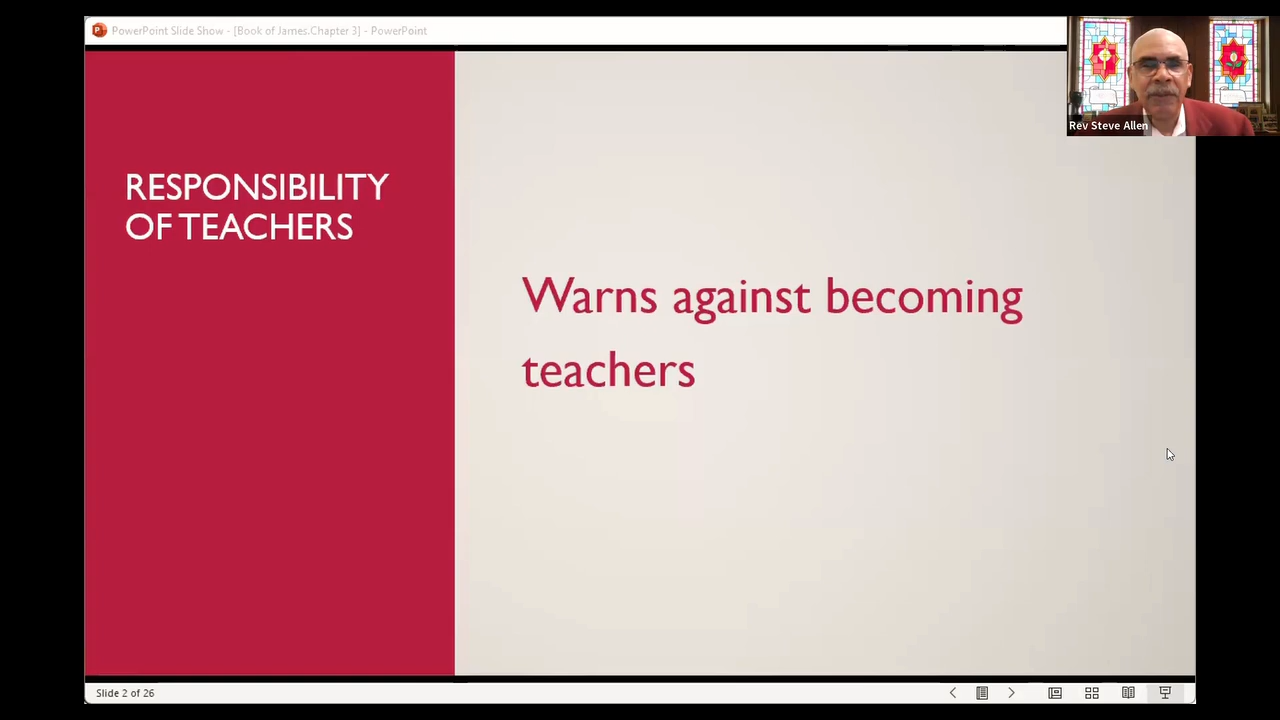 PowerPoint Slide Show - [Book of James.Chapter 3] - PowerPoint
Rev Steve Allen
RESPONSIBILITY
OF TEACHERS
Warns against becoming
teachers
Slide 2 of 26